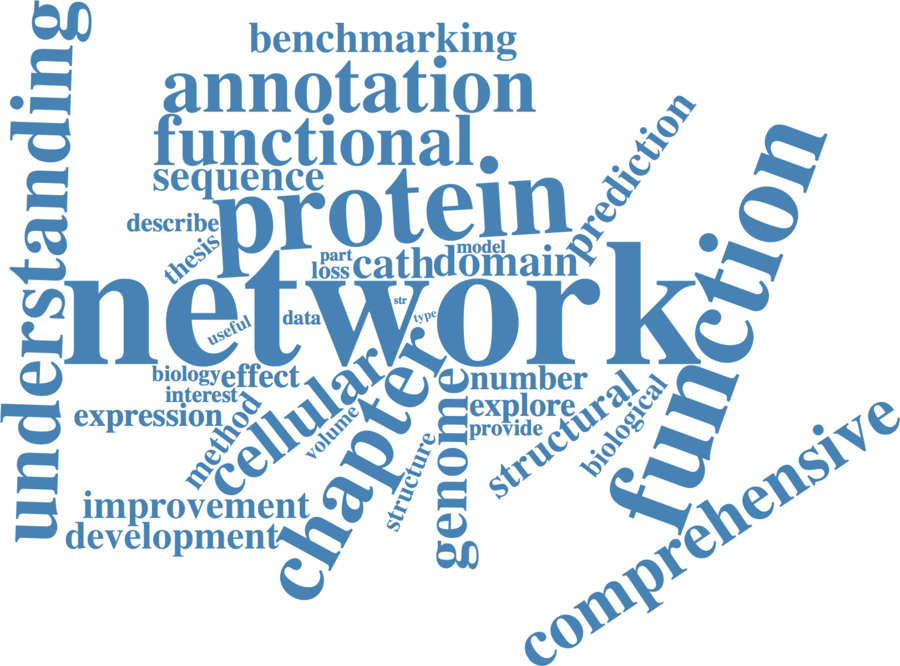 understanding
benchmarking
annotation
functional
sequence
protein
prediction
describe
thesis
part
model
loss
cath
domain
network
str
useful
data
type
function
biology
effect
interest
expression
method
cellular
volume
chapter
structure
genome
number
explore
provide
structural
biological
improvement
development
comprehensive